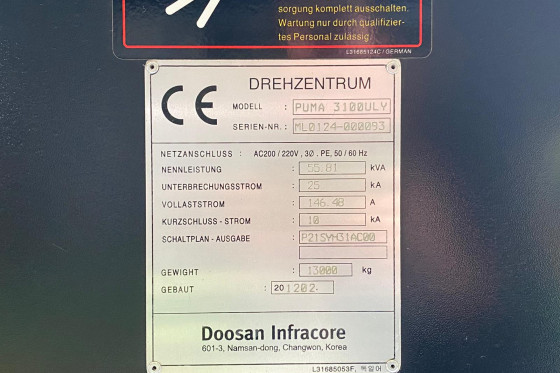 sorgung komplett ausschalten.
Wartung nur durch qualifizier-
tes Personal zulässig.
L31685124C / GERMAN
CE
DREHZENTRUM
MODELL : PUMA 3100ULY
SERIEN-NR. : ML0124-000093
NETZANSCHLUSS : AC200 / 220V , 3Ø , PE, 50 / 60 Hz
NENNLEISTUNG : 55.81 kVA
UNTERBRECHUNGSSTROM : 25 kA
VOLLASTSTROM : 146.48 A
KURZSCHLUSS - STROM : 10 kA
SCHALTPLAN - AUSGABE : P21SYH31AC00
GEWIGHT : 13000 kg
GEBAUT : 201202
Doosan Infracore
601-3, Namsan-dong, Changwon, Korea
L31685053F, 독일어